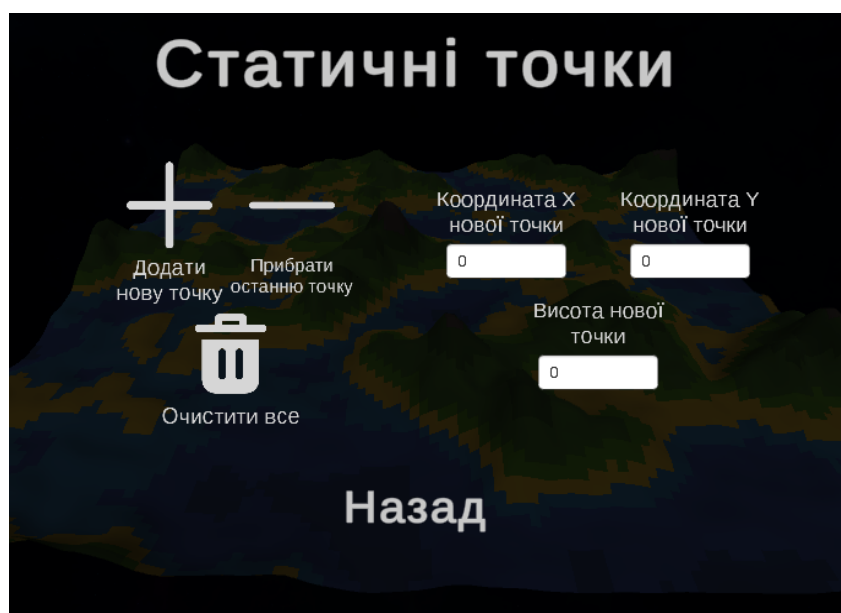 Статичні точки
Додати
нову точку
Прибрати
останню точку
Очистити все
Координата X
нової точки
0
Координата Y
нової точки
0
Висота нової
точки
0
Назад